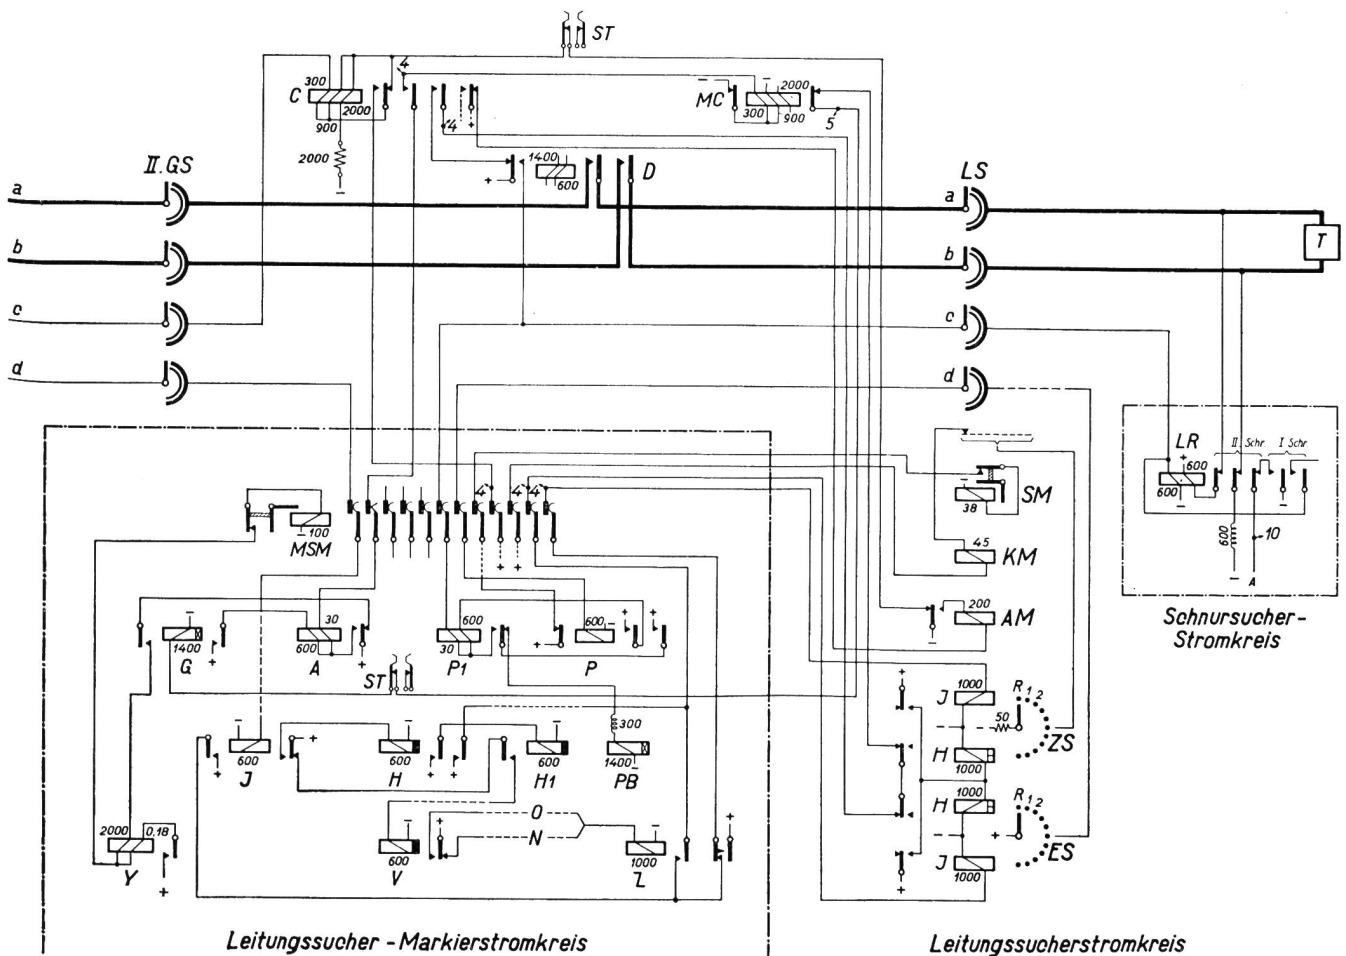 ST
300
C
2000
900
2000
−
4
4
+
−
MC
2000
300
900
5
−
1400
600
+
D
II.GS
LS
a
a
T
b
b
c
c
d
d
LR
+
600
600
−
II. Schr.
I. Schr.
−
600
−
10
A
Schnursucher-
Stromkreis
4
4
4
+ +
− 100
MSM
−
38
SM
45
KM
200
AM
−
−
1400
G
+
30
600
A
+
600
30
P1
+
600 −
P
+
+
ST
300
1400
−
PB
−
600
J
+
+
−
600
H
+ +
−
600
H1
2000
0,18
Y
+
−
600
V
+
O
N
−
1000
Z
+
+
1000
J
−
50
R 1 2
ZS
H
1000
1000
H
−
+
R 1 2
ES
J
1000
+
Leitungssucher - Markierstromkreis
Leitungssucherstromkreis